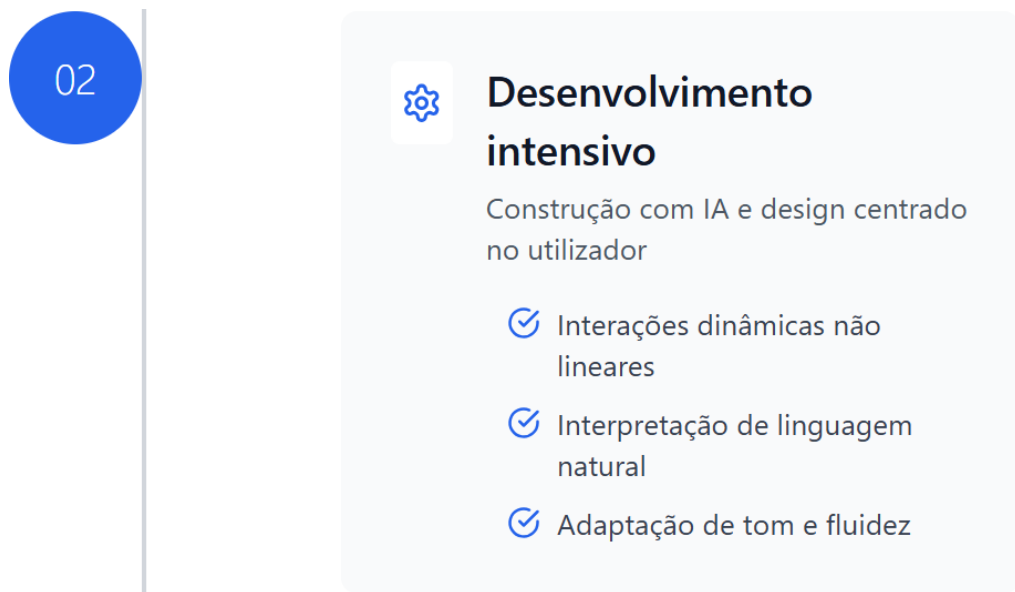 02
Desenvolvimento
intensivo
Construção com IA e design centrado
no utilizador
Interações dinâmicas não
lineares
Interpretação de linguagem
natural
Adaptação de tom e fluidez